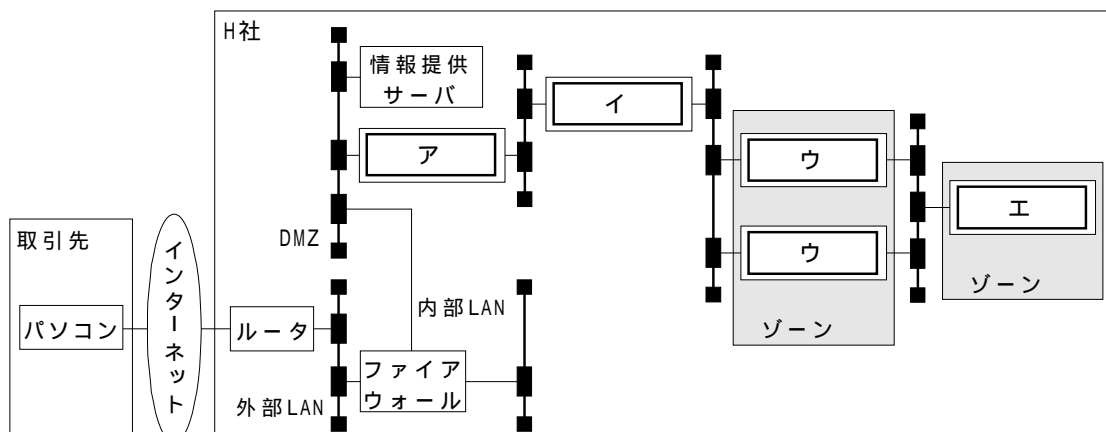 H社
情報提供
サーバ
イ
ア
ウ
エ
取引先
インターネット
DMZ
ウ
ゾーン
内部LAN
パソコン
ルータ
ゾーン
ファイア
ウォール
外部LAN